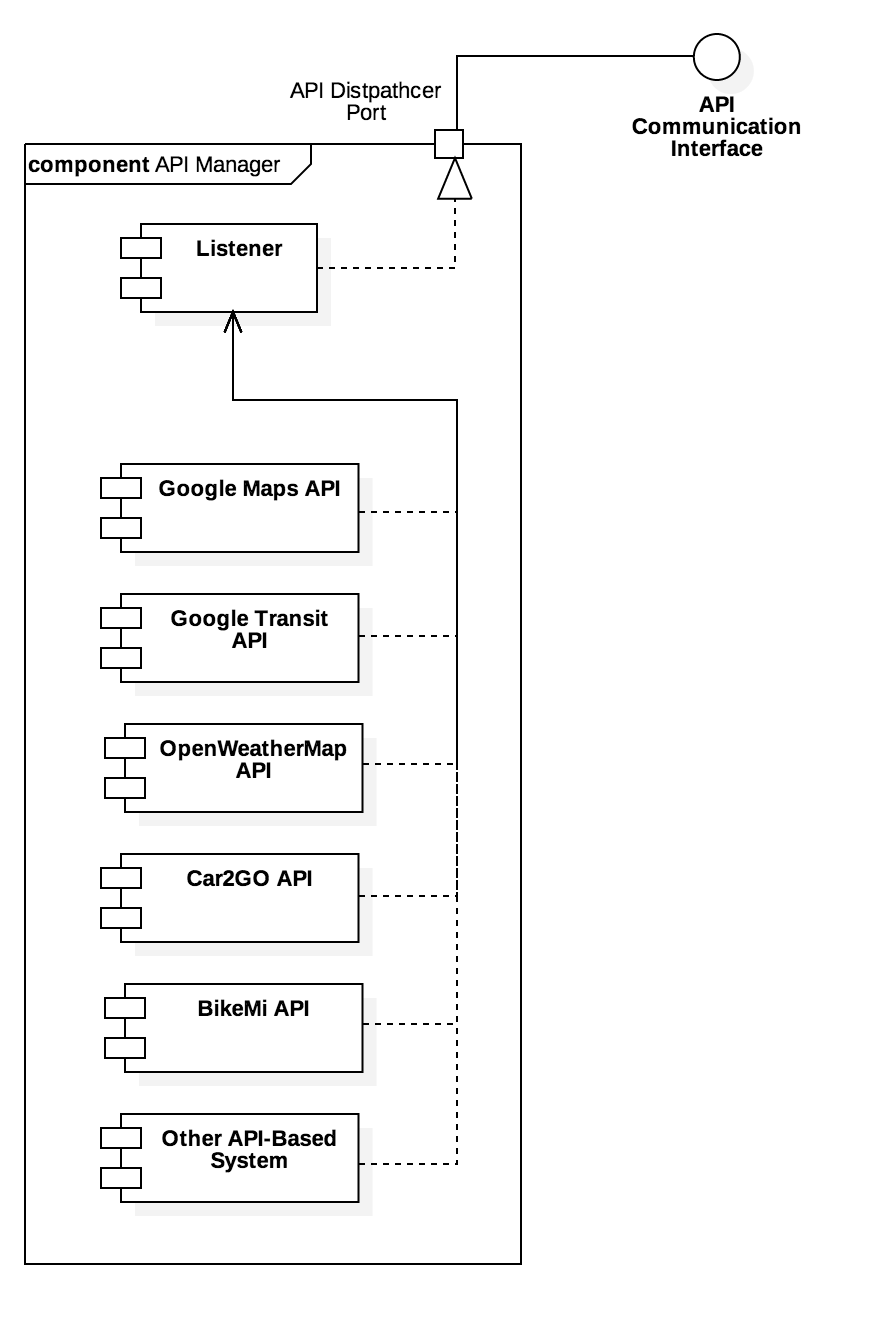 API Distpathcer
Port
API
Communication
Interface
component API Manager
Listener
Google Maps API
Google Transit
API
OpenWeatherMap
API
Car2GO API
BikeMi API
Other API-Based
System